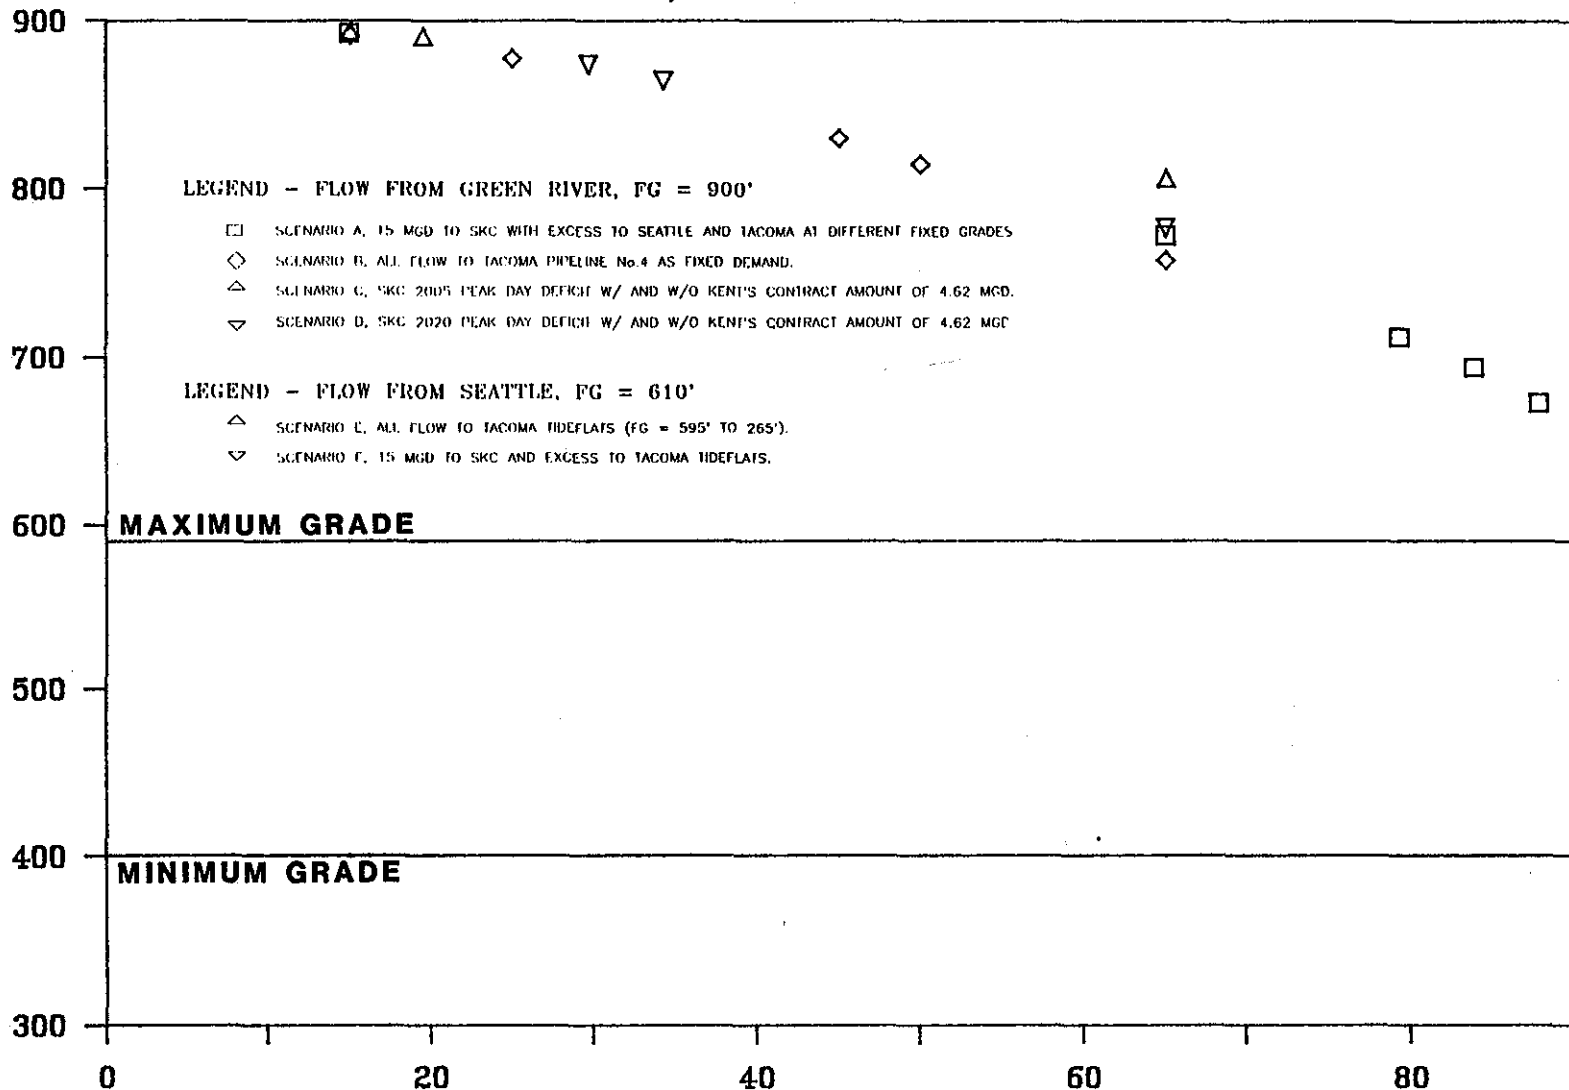 900
800
700
600
500
400
300
LEGEND - FLOW FROM GREEN RIVER, FG = 900'
SCENARIO A, 15 MGD TO SKC WITH EXCESS TO SEATTLE AND TACOMA AT DIFFERENT FIXED GRADES
SCENARIO B, ALL FLOW TO TACOMA PIPELINE No.4 AS FIXED DEMAND.
SCENARIO C, SKC 2005 PEAK DAY DEFICIT W/ AND W/O KENT'S CONTRACT AMOUNT OF 4.62 MGD.
SCENARIO D, SKC 2020 PEAK DAY DEFICIT W/ AND W/O KENT'S CONTRACT AMOUNT OF 4.62 MGD
LEGEND - FLOW FROM SEATTLE, FG = 610'
SCENARIO E, ALL FLOW TO TACOMA TIDEFLATS (FG = 595' TO 265').
SCENARIO F, 15 MGD TO SKC AND EXCESS TO TACOMA TIDEFLATS.
MAXIMUM GRADE
MINIMUM GRADE
0 20 40 60 80